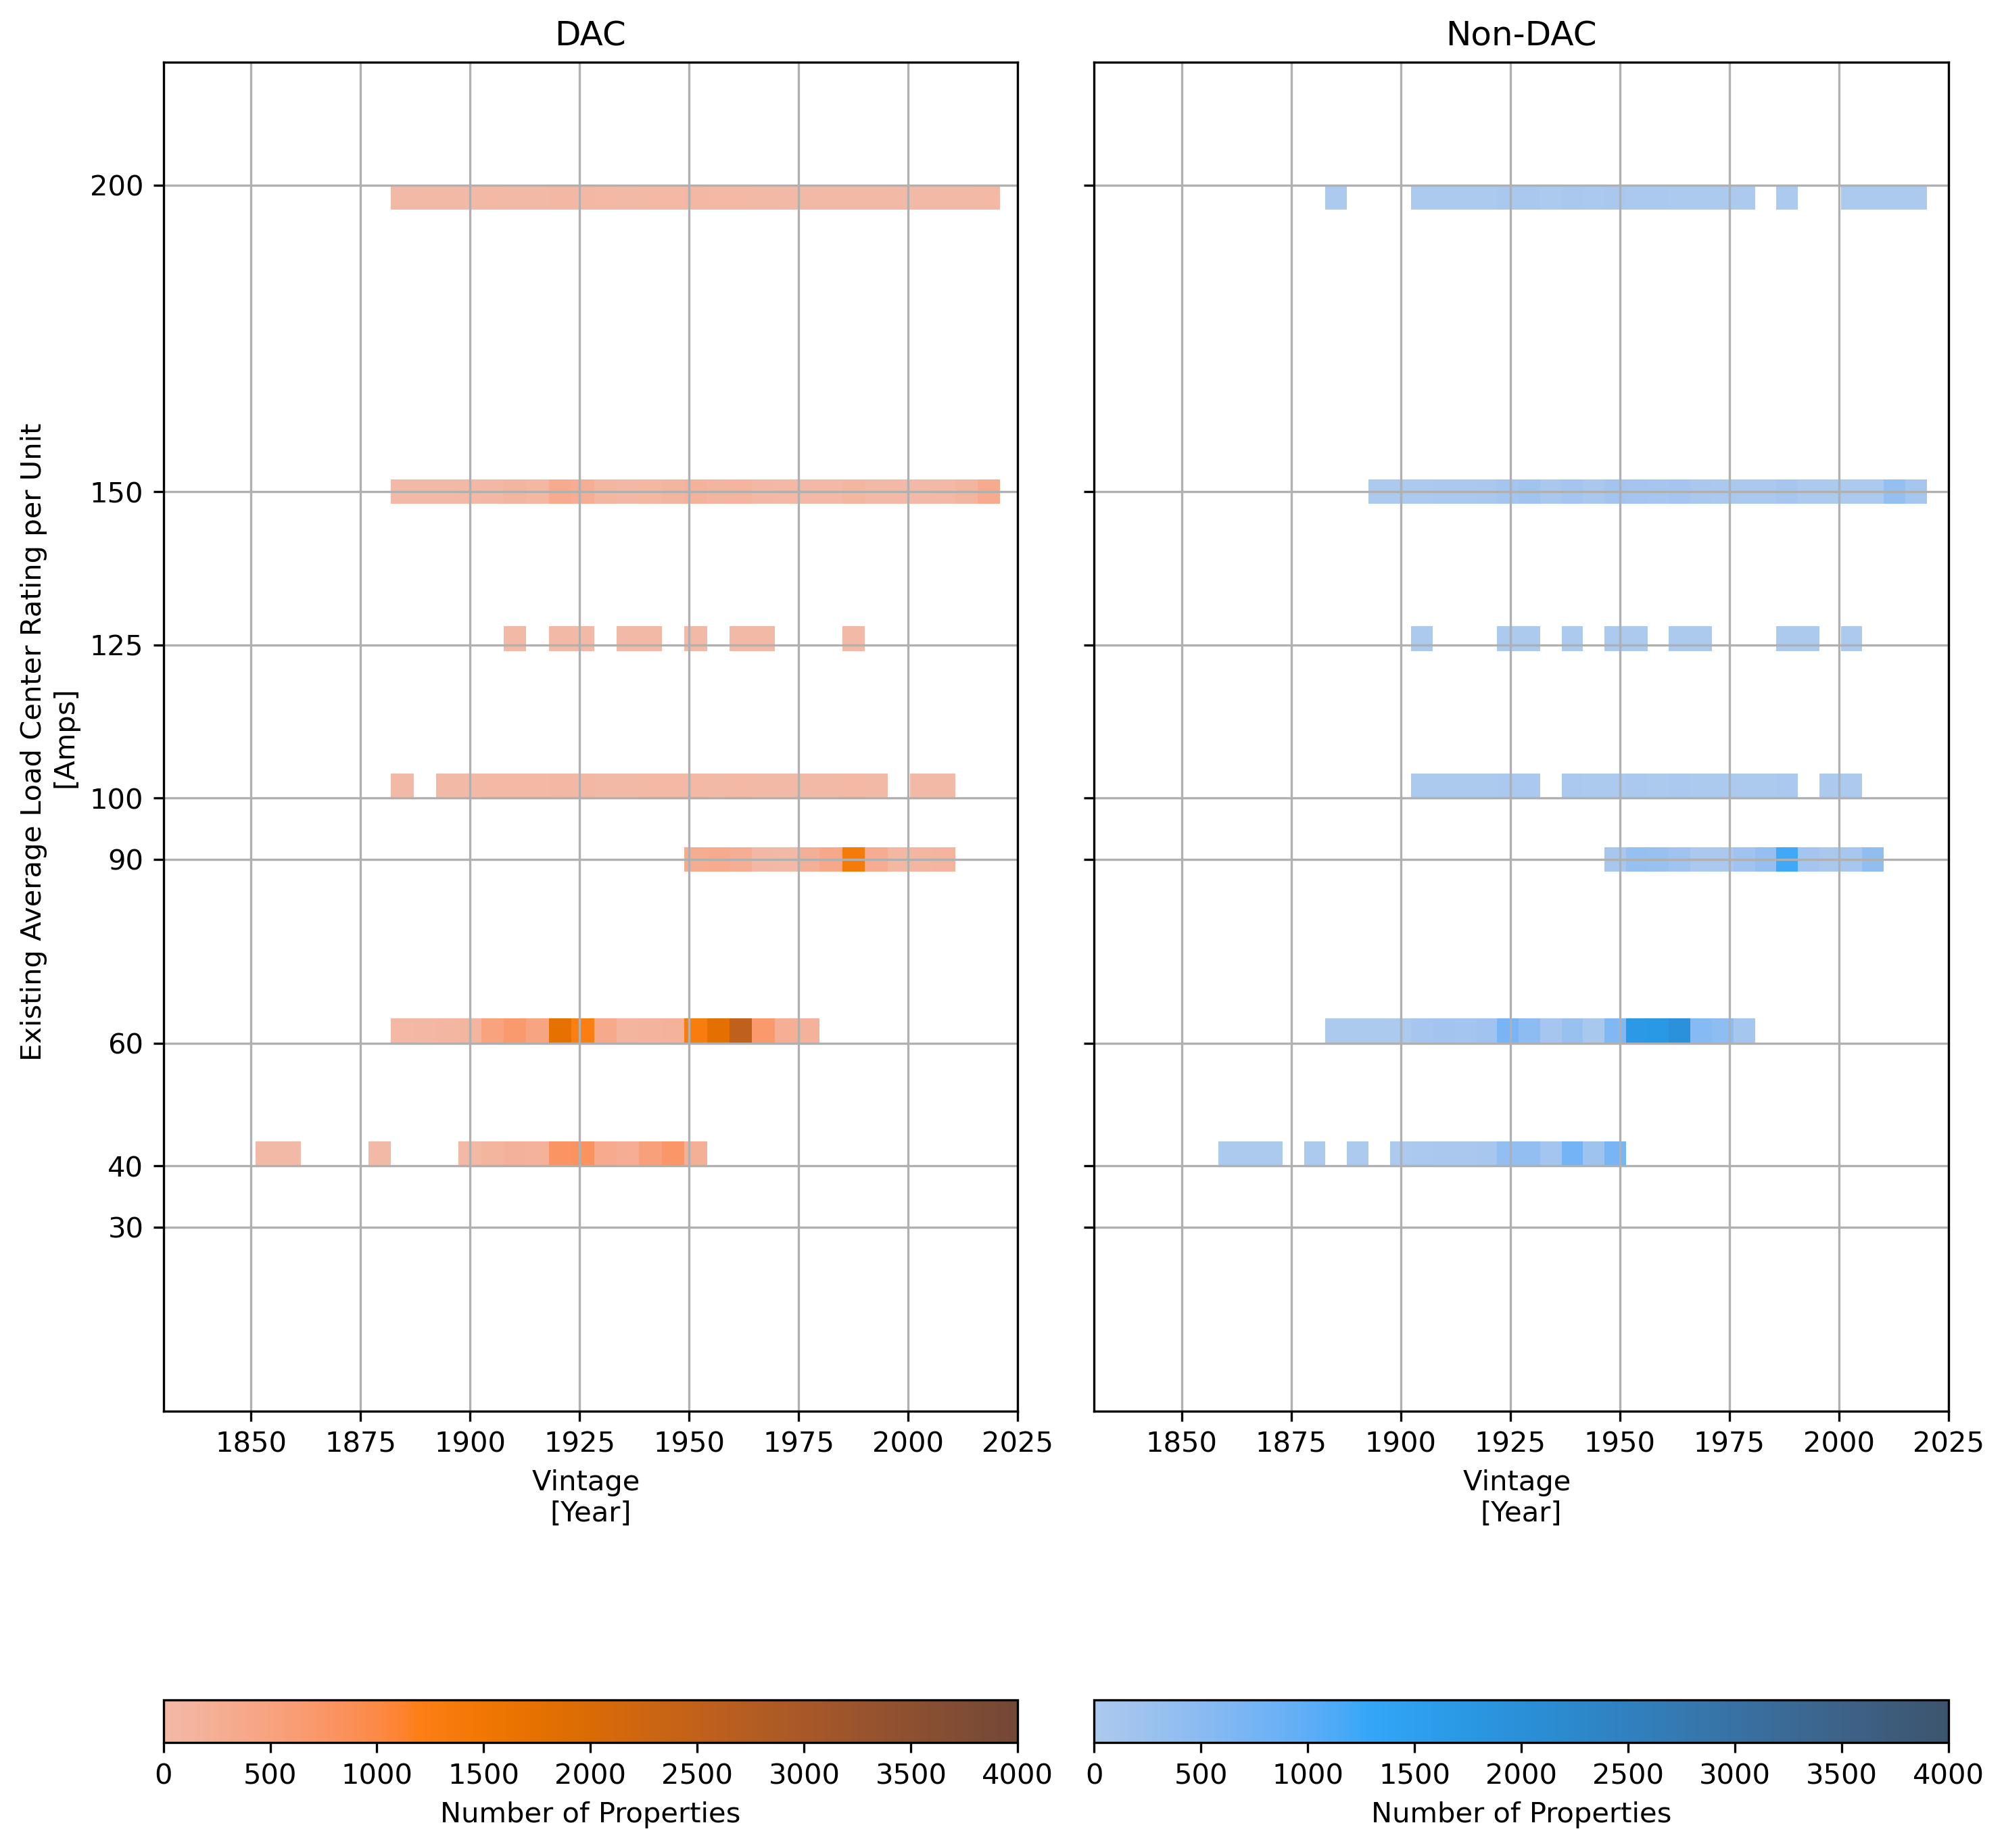 DAC
Non-DAC
Existing Average Load Center Rating per Unit
[Amps]
200
150
125
100
90
60
40
30
1850 1875 1900 1925 1950 1975 2000 2025
1850 1875 1900 1925 1950 1975 2000 2025
Vintage
[Year]
Vintage
[Year]
0 500 1000 1500 2000 2500 3000 3500 4000
0 500 1000 1500 2000 2500 3000 3500 4000
Number of Properties
Number of Properties